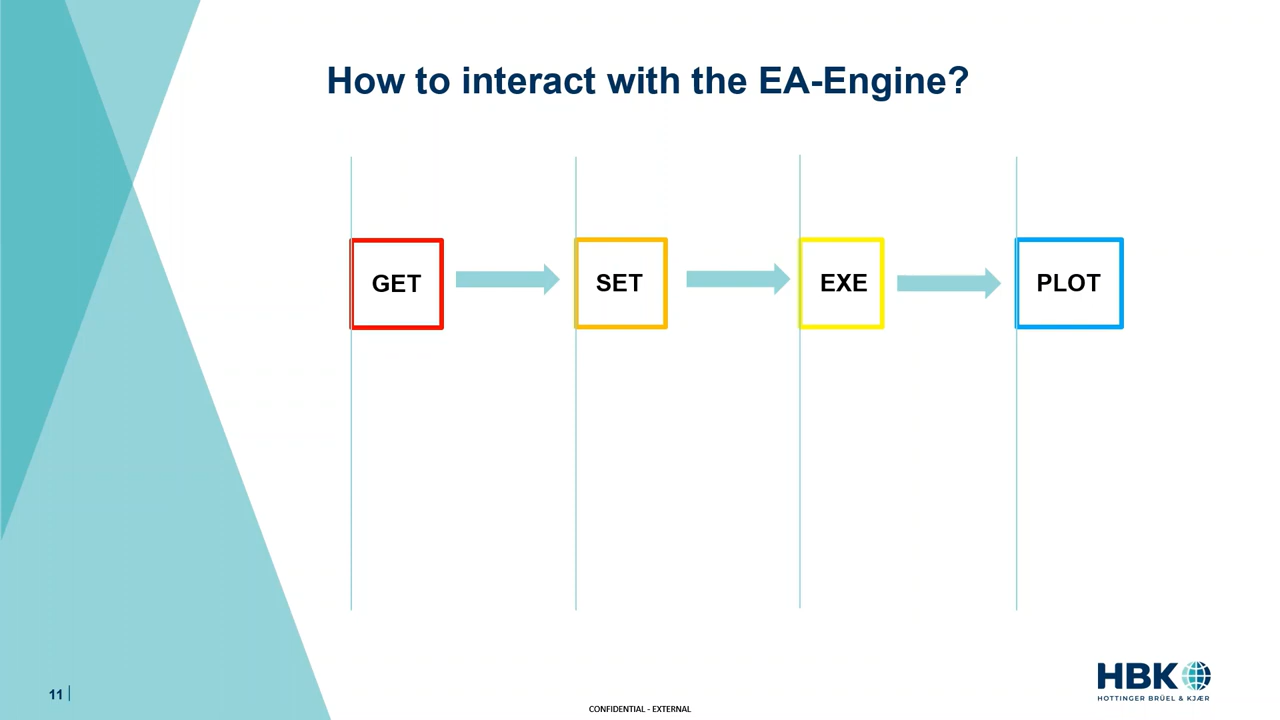 How to interact with the EA-Engine?
GET
SET
EXE
PLOT
HBK
HOTTINGER BRÜEL & KJÆR
11
CONFIDENTIAL - EXTERNAL